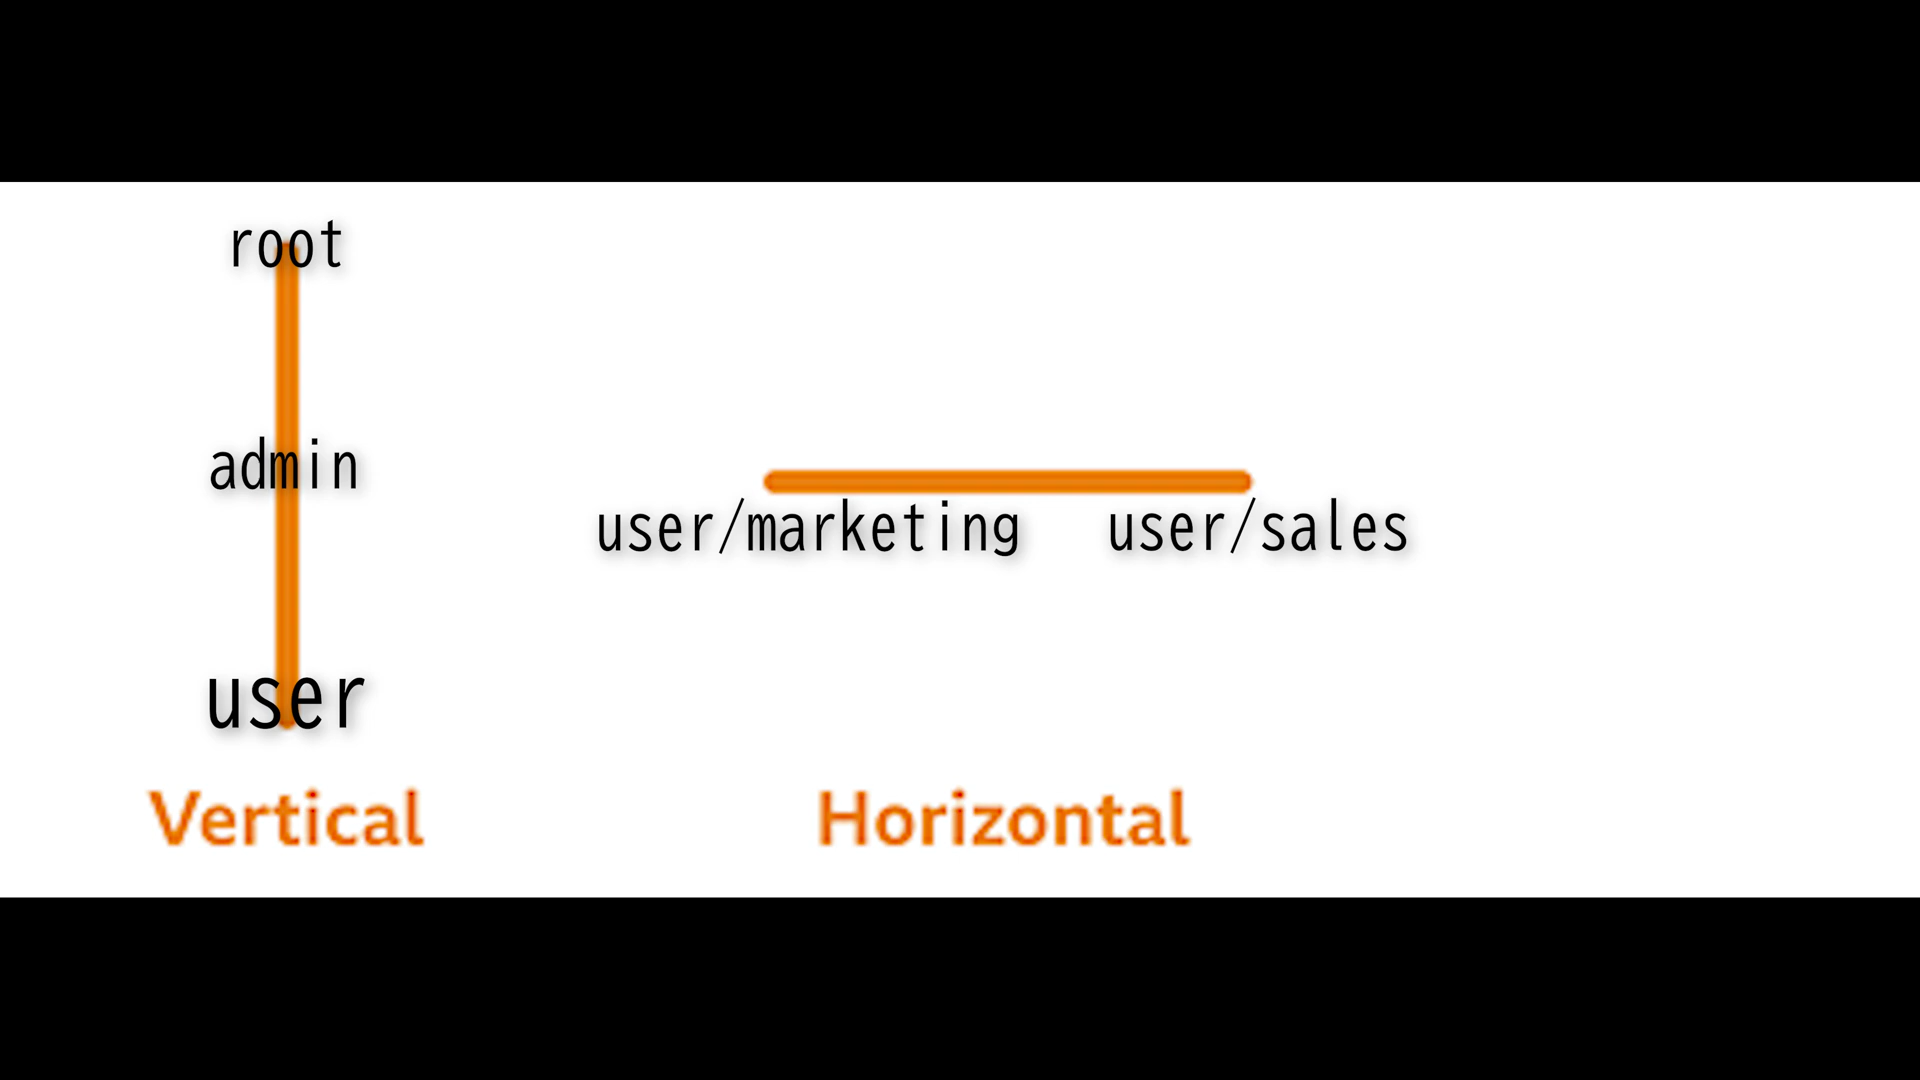 root
admin
user
Vertical
user/marketing user/sales
Horizontal